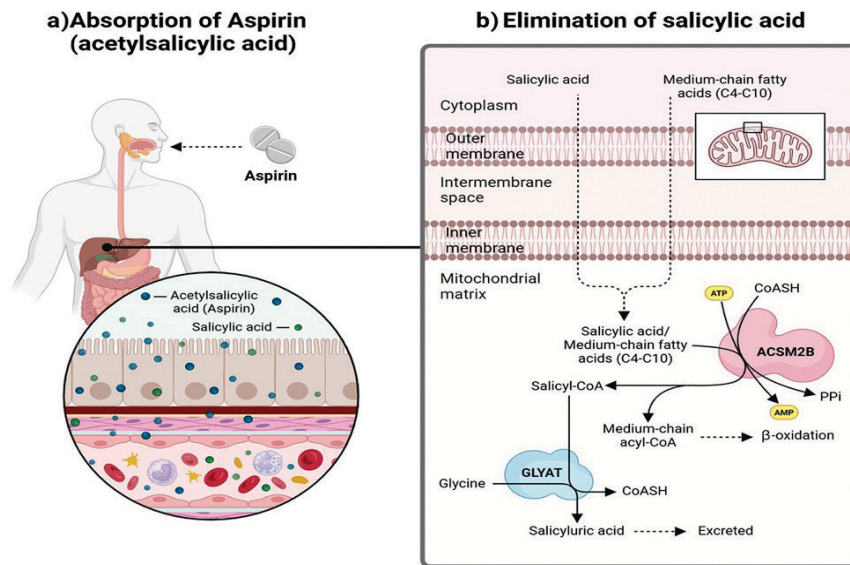 a)Absorption of Aspirin
(acetylsalicylic acid)
Aspirin
Acetylsalicylic
acid (Aspirin)
Salicylic acid
b) Elimination of salicylic acid
Salicylic acid
Medium-chain fatty
acids (C4-C10)
Cytoplasm
Outer
membrane
Intermembrane
space
Inner
membrane
Mitochondrial
matrix
ATP
CoASH
Salicylic acid/
Medium-chain fatty
acids (C4-C10)
ACSM2B
Salicyl-CoA
PPi
AMP
Medium-chain
acyl-CoA
β-oxidation
GLYAT
Glycine
CoASH
Salicyluric acid
Excreted